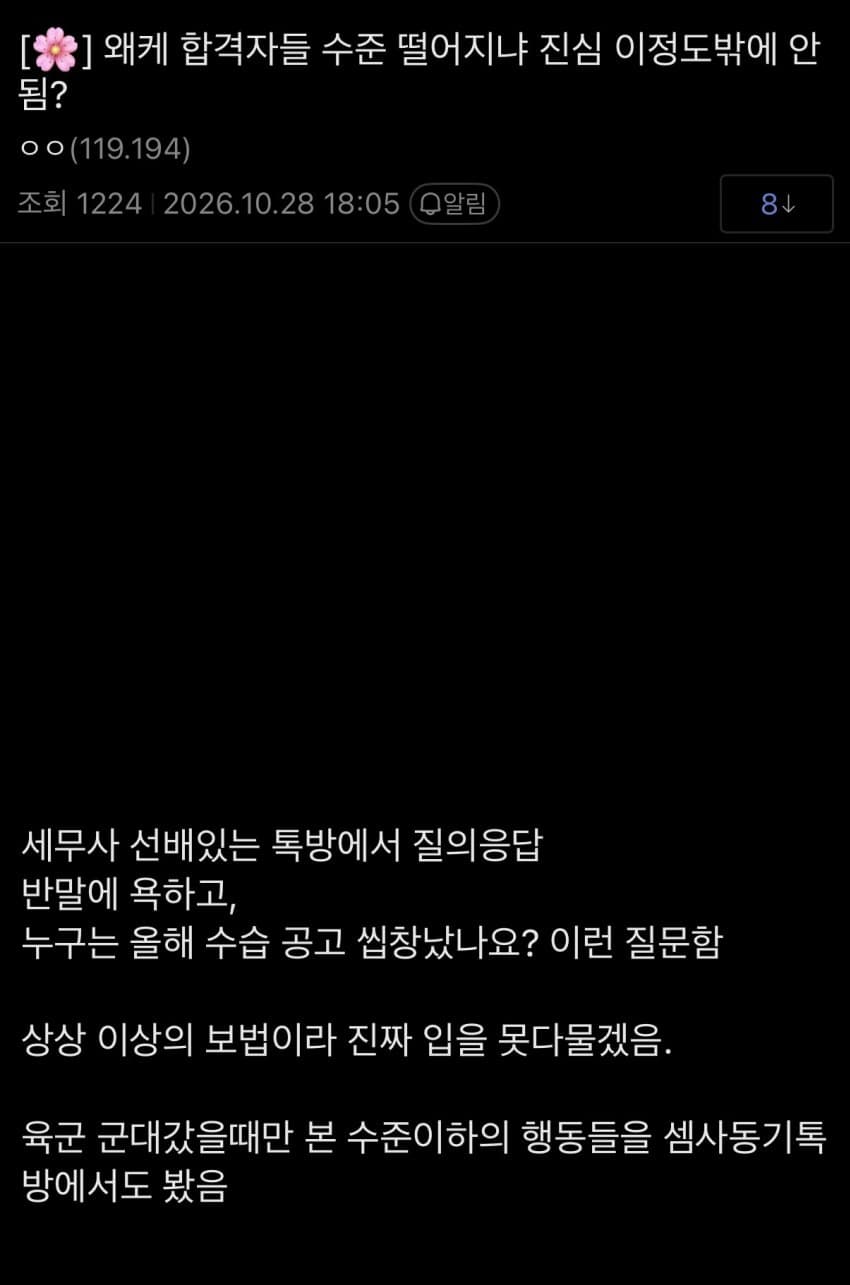 [🌸] 왜케 합격자들 수준 떨어지냐 진심 이정도밖에 안
됨?
ㅇㅇ(119.194)
조회 1224 | 2026.10.28 18:05 알림 8↓
세무사 선배있는 톡방에서 질의응답
반말에 욕하고,
누구는 올해 수습 공고 씹창났나요? 이런 질문함
상상 이상의 보법이라 진짜 입을 못다물겠음.
육군 군대갔을때만 본 수준이하의 행동들을 셈사동기톡
방에서도 봤음